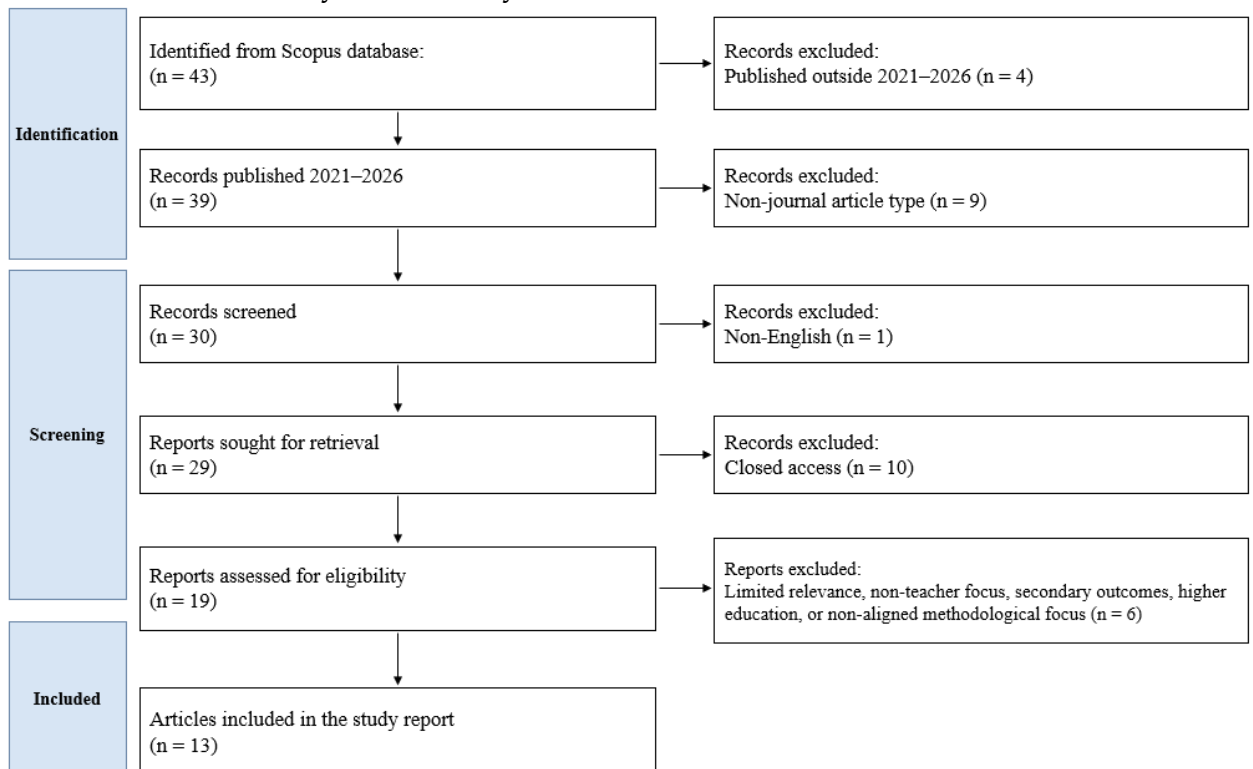 Identification
Identified from Scopus database:
(n = 43)
Records excluded:
Published outside 2021–2026 (n = 4)
Records published 2021–2026
(n = 39)
Records excluded:
Non-journal article type (n = 9)
Screening
Records screened
(n = 30)
Records excluded:
Non-English (n = 1)
Reports sought for retrieval
(n = 29)
Records excluded:
Closed access (n = 10)
Reports assessed for eligibility
(n = 19)
Reports excluded:
Limited relevance, non-teacher focus, secondary outcomes, higher
education, or non-aligned methodological focus (n = 6)
Included
Articles included in the study report
(n = 13)